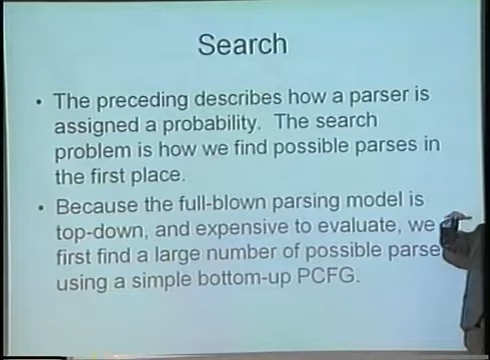 Search
• The preceding describes how a parser is
assigned a probability. The search
problem is how we find possible parses in
the first place.
• Because the full-blown parsing model is
top-down, and expensive to evaluate, we
first find a large number of possible parse
using a simple bottom-up PCFG.